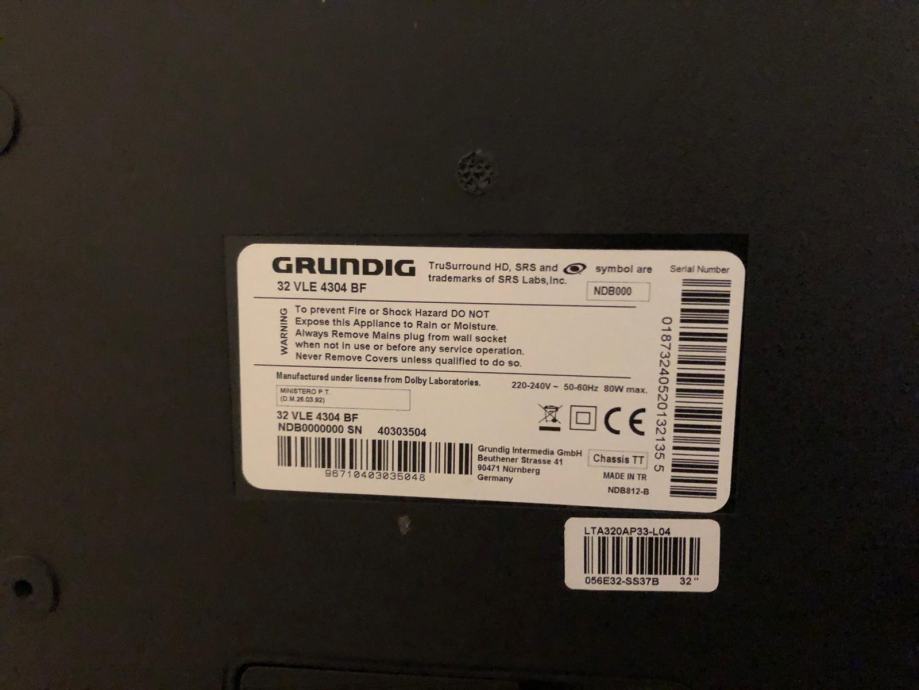 GRUNDIG
32 VLE 4304 BF
TruSurround HD, SRS and symbol are
trademarks of SRS Labs,inc.
NDB000
Serial Number
WARNING
To prevent Fire or Shock Hazard DO NOT
Expose this Appliance to Rain or Moisture.
Always Remove Mains plug from wall socket
when not in use or before any service operation.
Never Remove Covers unless qualified to do so.
Manufactured under license from Dolby Laboratories.
MINISTERO P.T.
(D.M.26.03.92)
220-240V ~ 50-60Hz 80W max.
32 VLE 4304 BF
NDB0000000 SN 40303504
96710403035048
Grundig Intermedia GmbH
Beuthener Strasse 41
90471 Nürnberg
Germany
CE
Chassis TT
MADE IN TR
NDB812-B
01873240520132135 5
LTA320AP33-L04
056E32-SS37B 32"